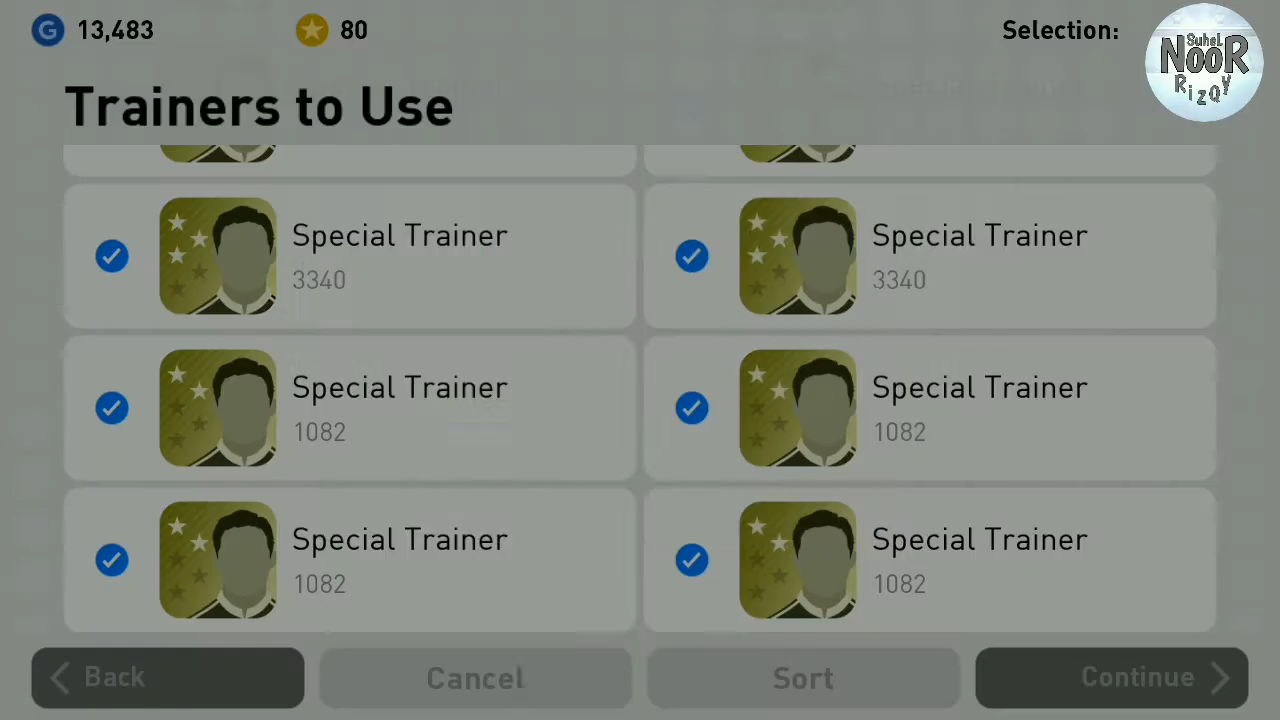 G 13,483
80
Selection:
Suhel
NooR
RizQy
Trainers to Use
Special Trainer
3340
Special Trainer
3340
Special Trainer
1082
Special Trainer
1082
Special Trainer
1082
Special Trainer
1082
Back
Cancel
Sort
Continue